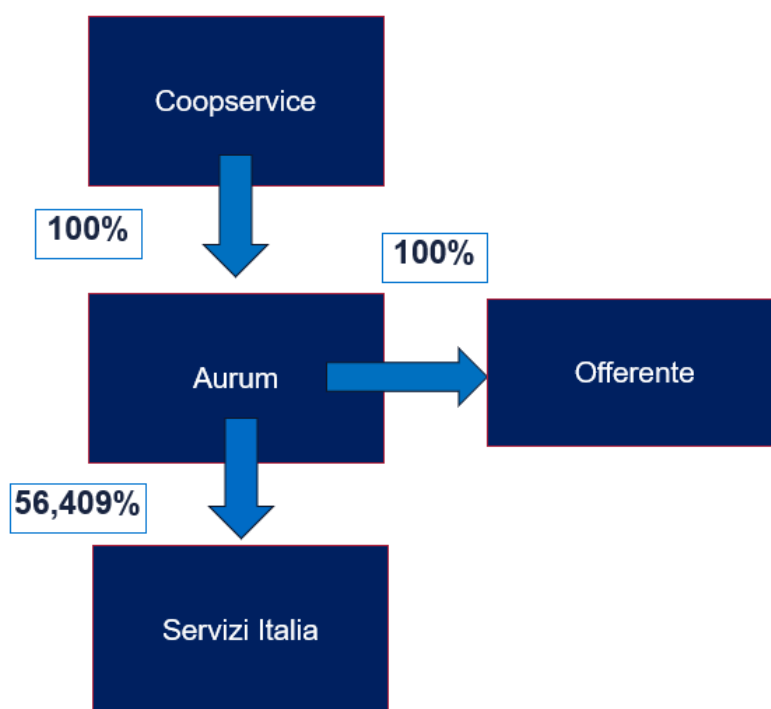 Coopservice
100%
100%
Aurum
Offerente
56,409%
Servizi Italia